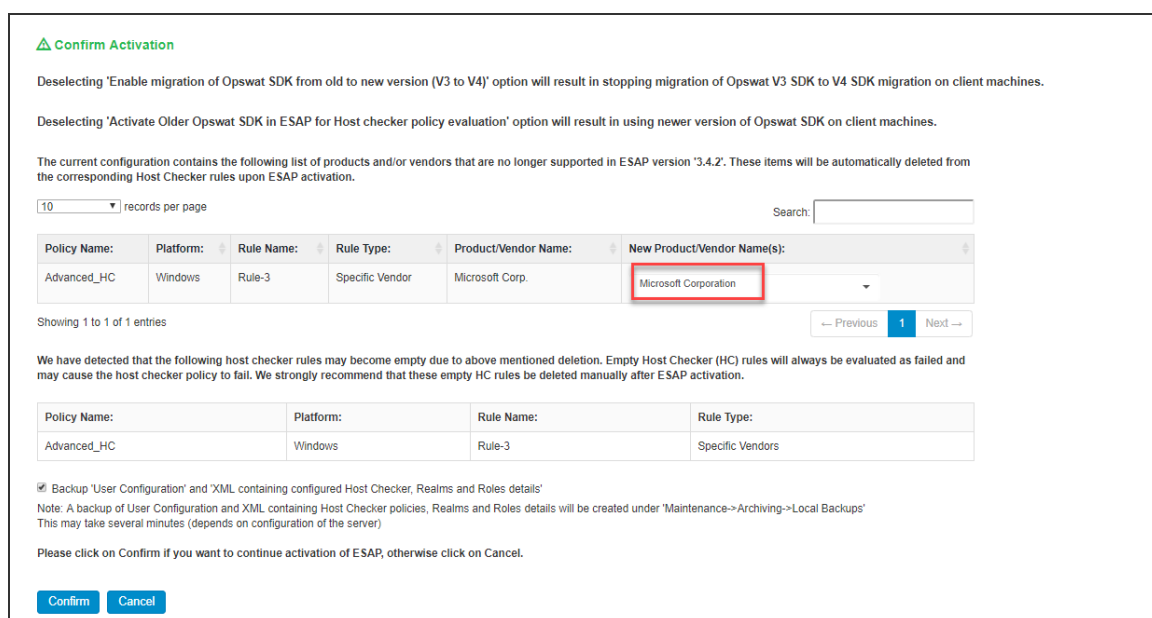 Confirm Activation
Deselecting 'Enable migration of Opswat SDK from old to new version (V3 to V4)' option will result in stopping migration of Opswat V3 SDK to V4 SDK migration on client machines.
Deselecting 'Activate Older Opswat SDK in ESAP for Host checker policy evaluation' option will result in using newer version of Opswat SDK on client machines.
The current configuration contains the following list of products and/or vendors that are no longer supported in ESAP version '3.4.2'. These items will be automatically deleted from
the corresponding Host Checker rules upon ESAP activation.
10 records per page Search:
Policy Name: Platform: Rule Name: Rule Type: Product/Vendor Name: New Product/Vendor Name(s):
Advanced_HC Windows Rule-3 Specific Vendor Microsoft Corp. Microsoft Corporation
Showing 1 to 1 of 1 entries ← Previous 1 Next →
We have detected that the following host checker rules may become empty due to above mentioned deletion. Empty Host Checker (HC) rules will always be evaluated as failed and
may cause the host checker policy to fail. We strongly recommend that these empty HC rules be deleted manually after ESAP activation.
Policy Name: Platform: Rule Name: Rule Type:
Advanced_HC Windows Rule-3 Specific Vendors
Backup 'User Configuration' and 'XML containing configured Host Checker, Realms and Roles details'
Note: A backup of User Configuration and XML containing Host Checker policies, Realms and Roles details will be created under 'Maintenance->Archiving->Local Backups'
This may take several minutes (depends on configuration of the server)
Please click on Confirm if you want to continue activation of ESAP, otherwise click on Cancel.
Confirm Cancel